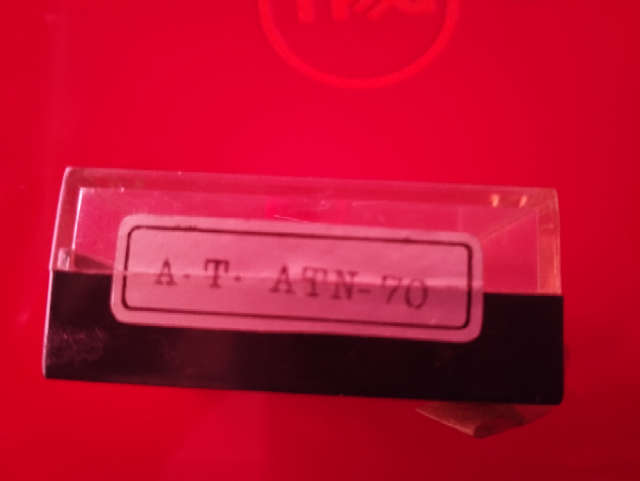 A. T. ATN-70